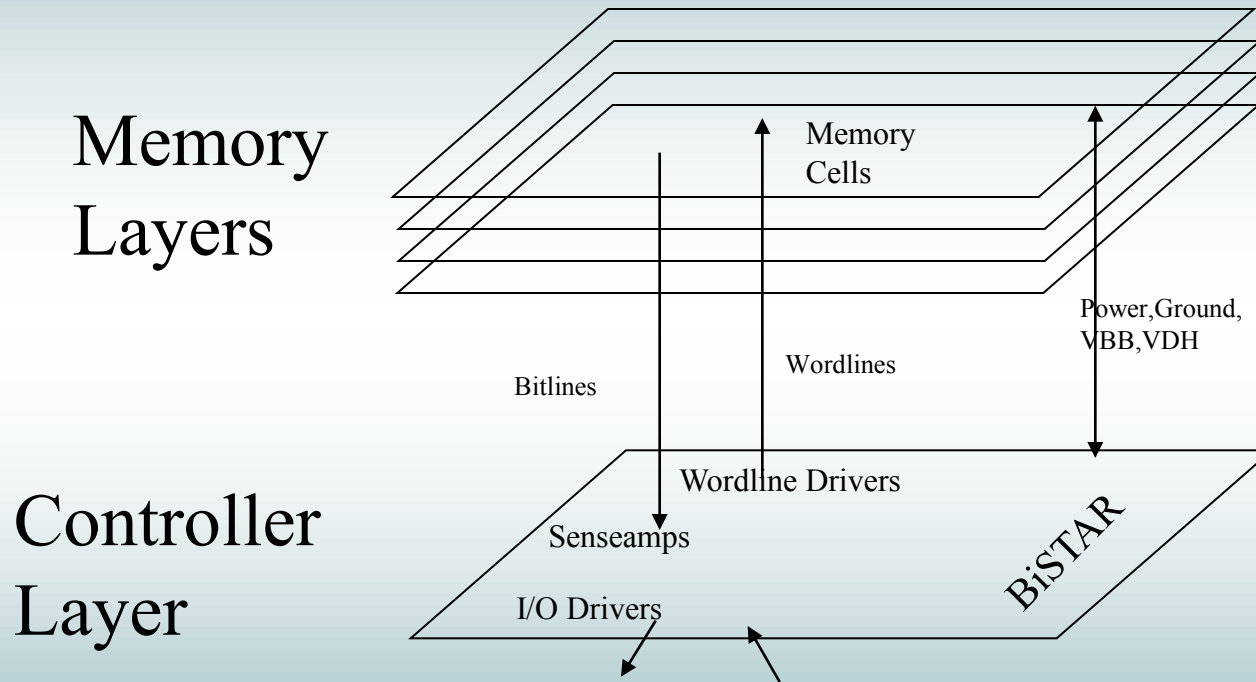 Memory
Layers
Memory
Cells
Power,Ground,
VBB,VDH
Wordlines
Bitlines
Controller
Layer
Wordline Drivers
Senseamps
I/O Drivers
BiSTAR